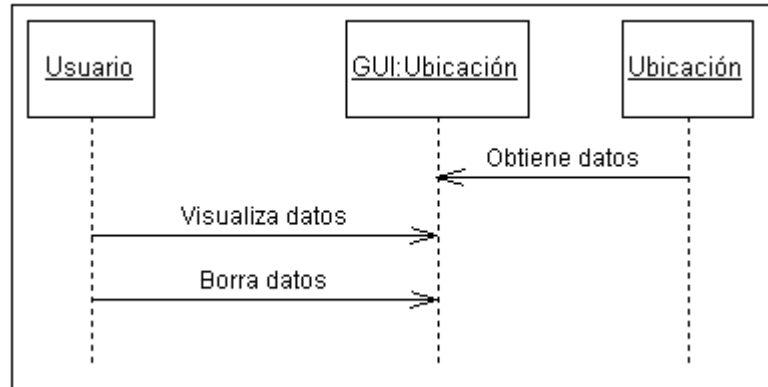 Usuario
GUI:Ubicación
Ubicación
Obtiene datos
Visualiza datos
Borra datos